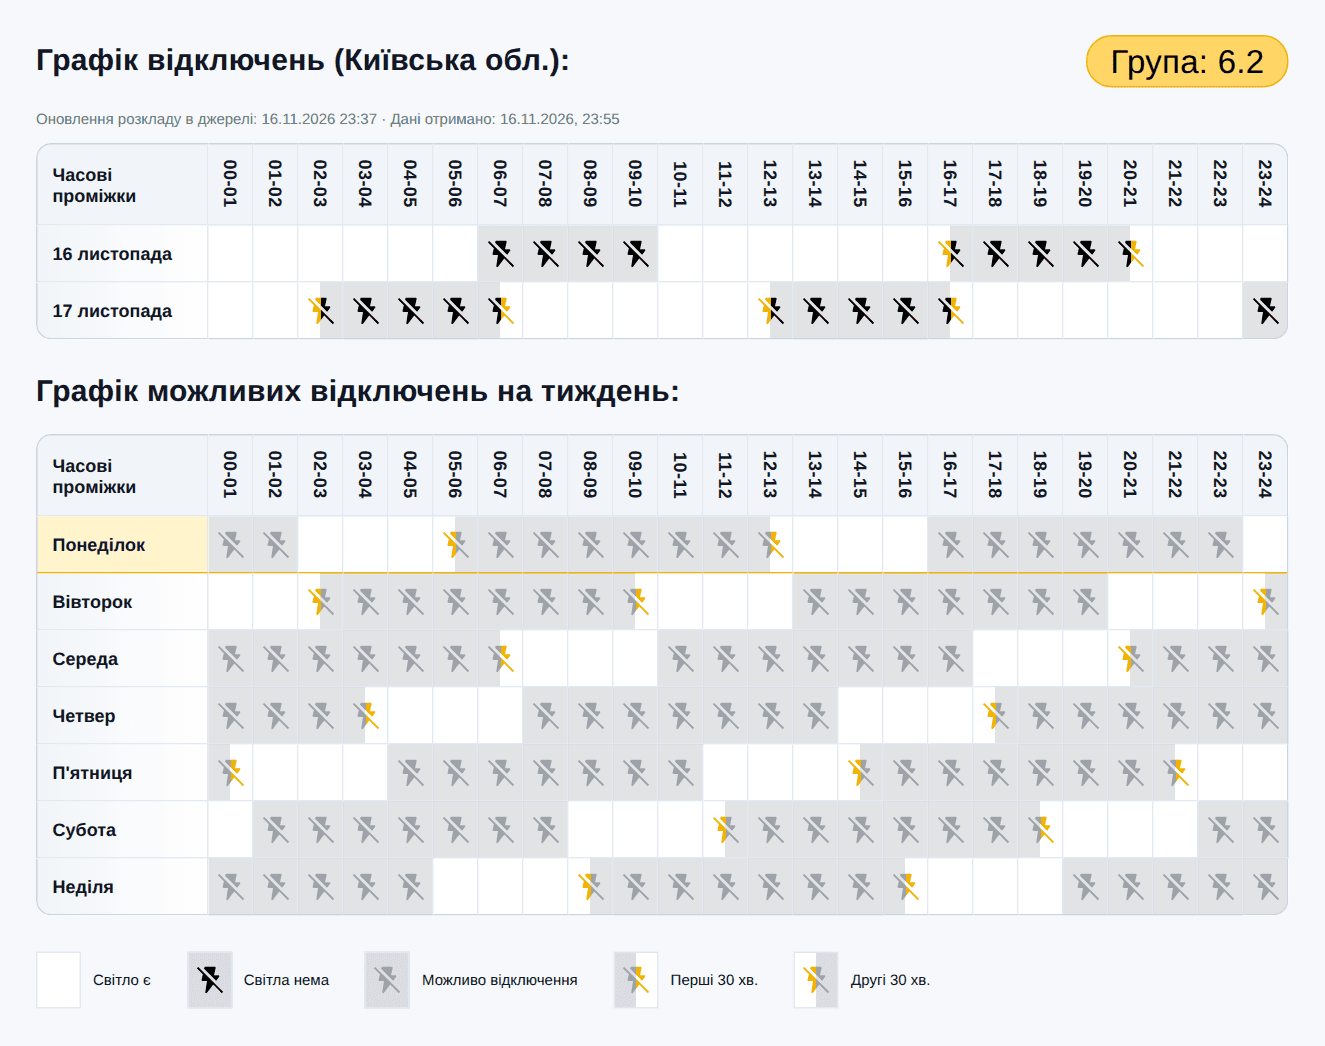 Графік відключень (Київська обл.):
Група: 6.2
Оновлення розкладу в джерелі: 16.11.2026 23:37 · Дані отримано: 16.11.2026, 23:55
Часові проміжки 00-01 01-02 02-03 03-04 04-05 05-06 06-07 07-08 08-09 09-10 10-11 11-12 12-13 13-14 14-15 15-16 16-17 17-18 18-19 19-20 20-21 21-22 22-23 23-24
16 листопада
17 листопада
Графік можливих відключень на тиждень:
Часові проміжки 00-01 01-02 02-03 03-04 04-05 05-06 06-07 07-08 08-09 09-10 10-11 11-12 12-13 13-14 14-15 15-16 16-17 17-18 18-19 19-20 20-21 21-22 22-23 23-24
Понеділок
Вівторок
Середа
Четвер
П'ятниця
Субота
Неділя
Світло є Світла нема Можливо відключення Перші 30 хв. Другі 30 хв.